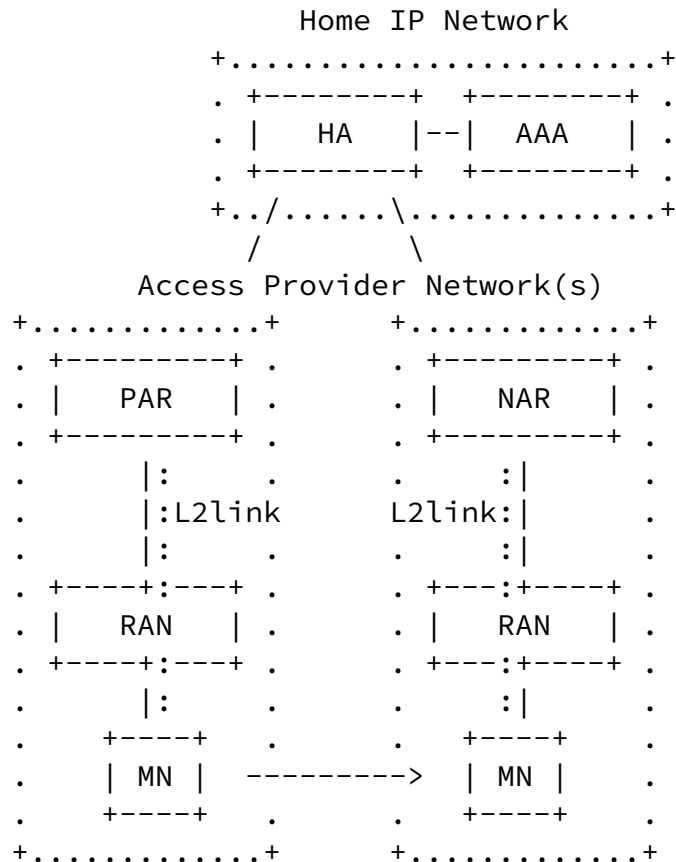 Home IP Network
HA -- AAA
Access Provider Network(s)
PAR NAR
L2link L2link
RAN RAN
MN ---------> MN